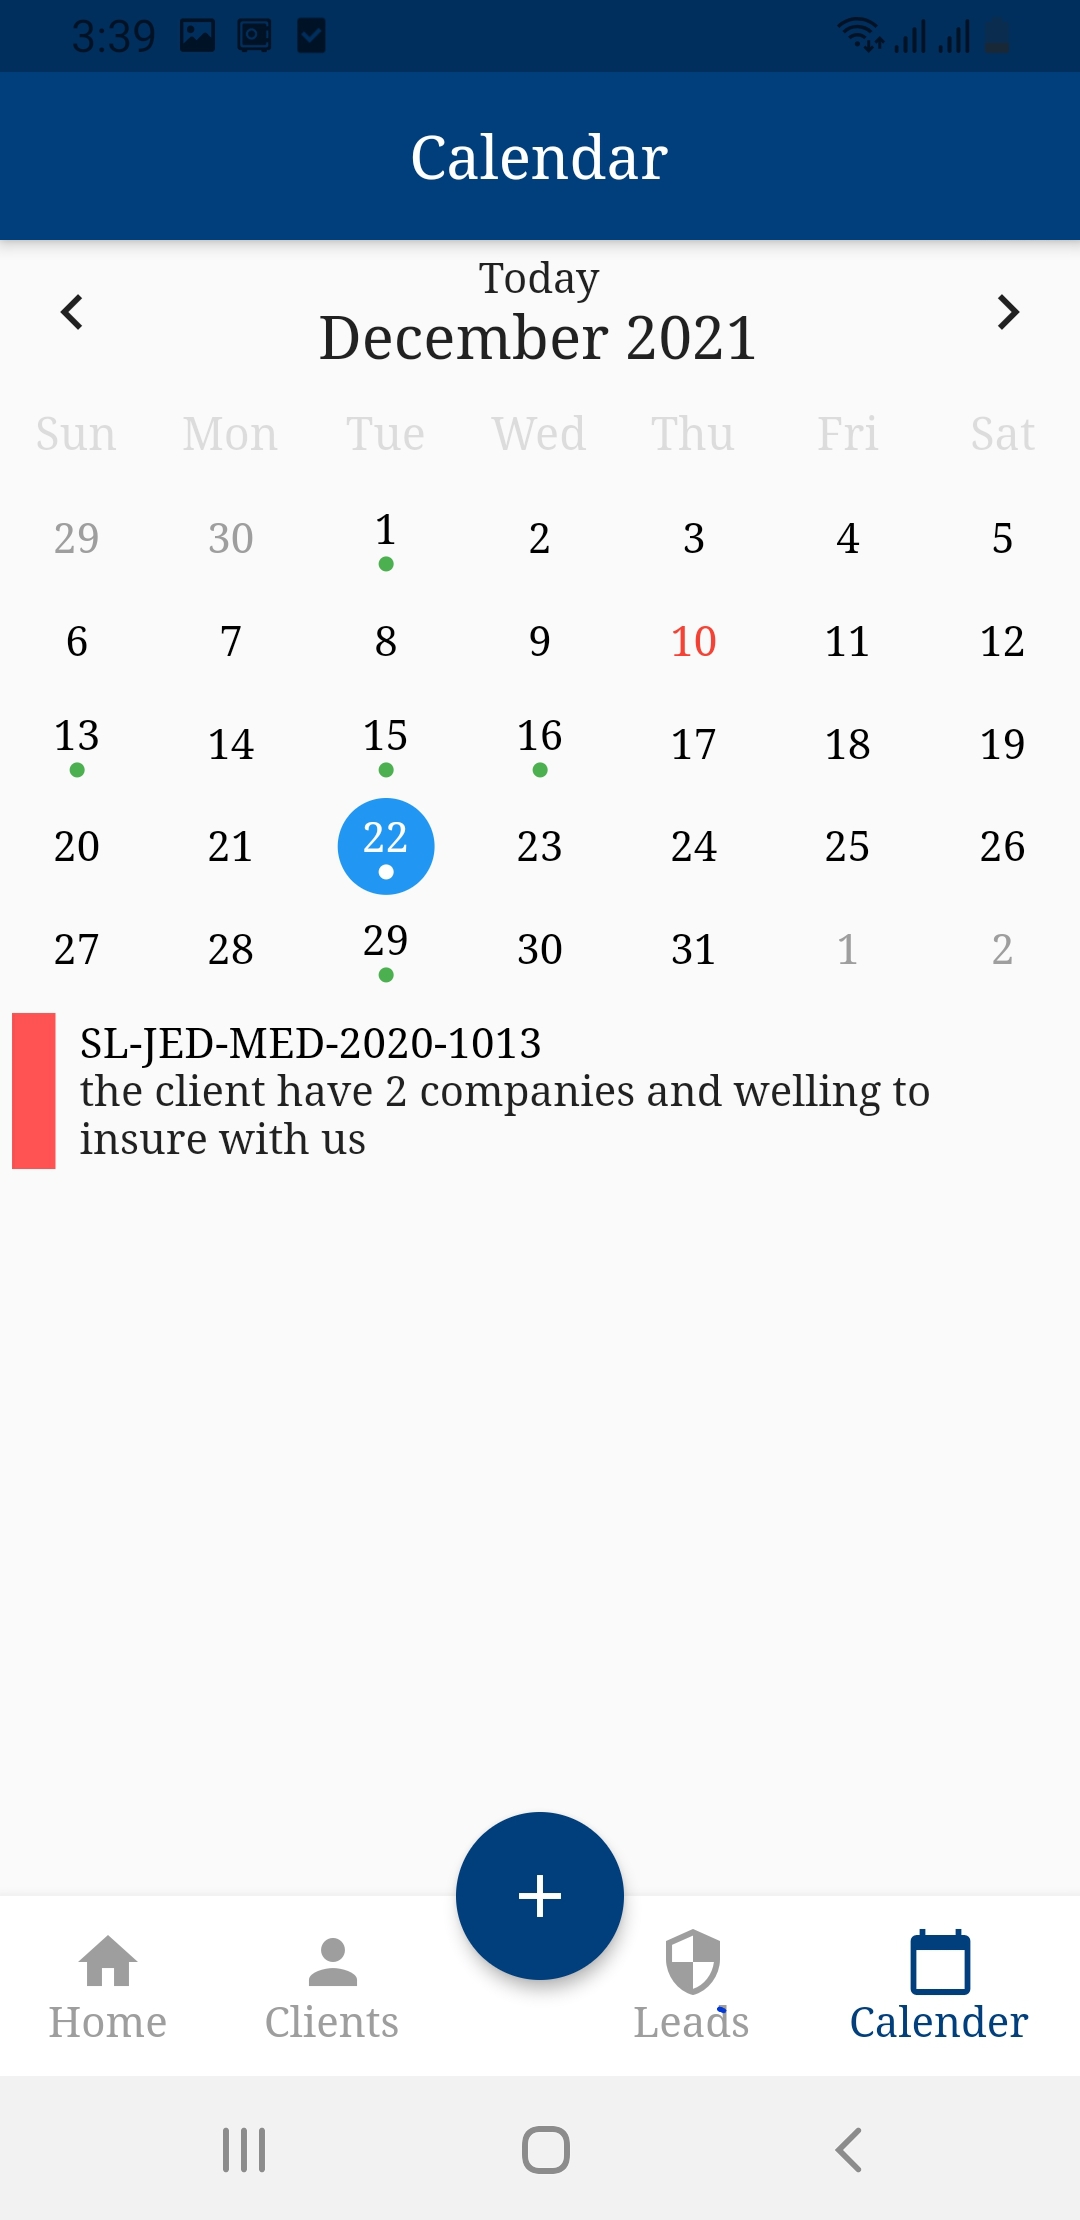 3:39
Calendar
Today
December 2021
Sun Mon Tue Wed Thu Fri Sat
29 30 1 2 3 4 5
6 7 8 9 10 11 12
13 14 15 16 17 18 19
20 21 22 23 24 25 26
27 28 29 30 31 1 2
SL-JED-MED-2020-1013
the client have 2 companies and welling to
insure with us
Home Clients Leads Calender